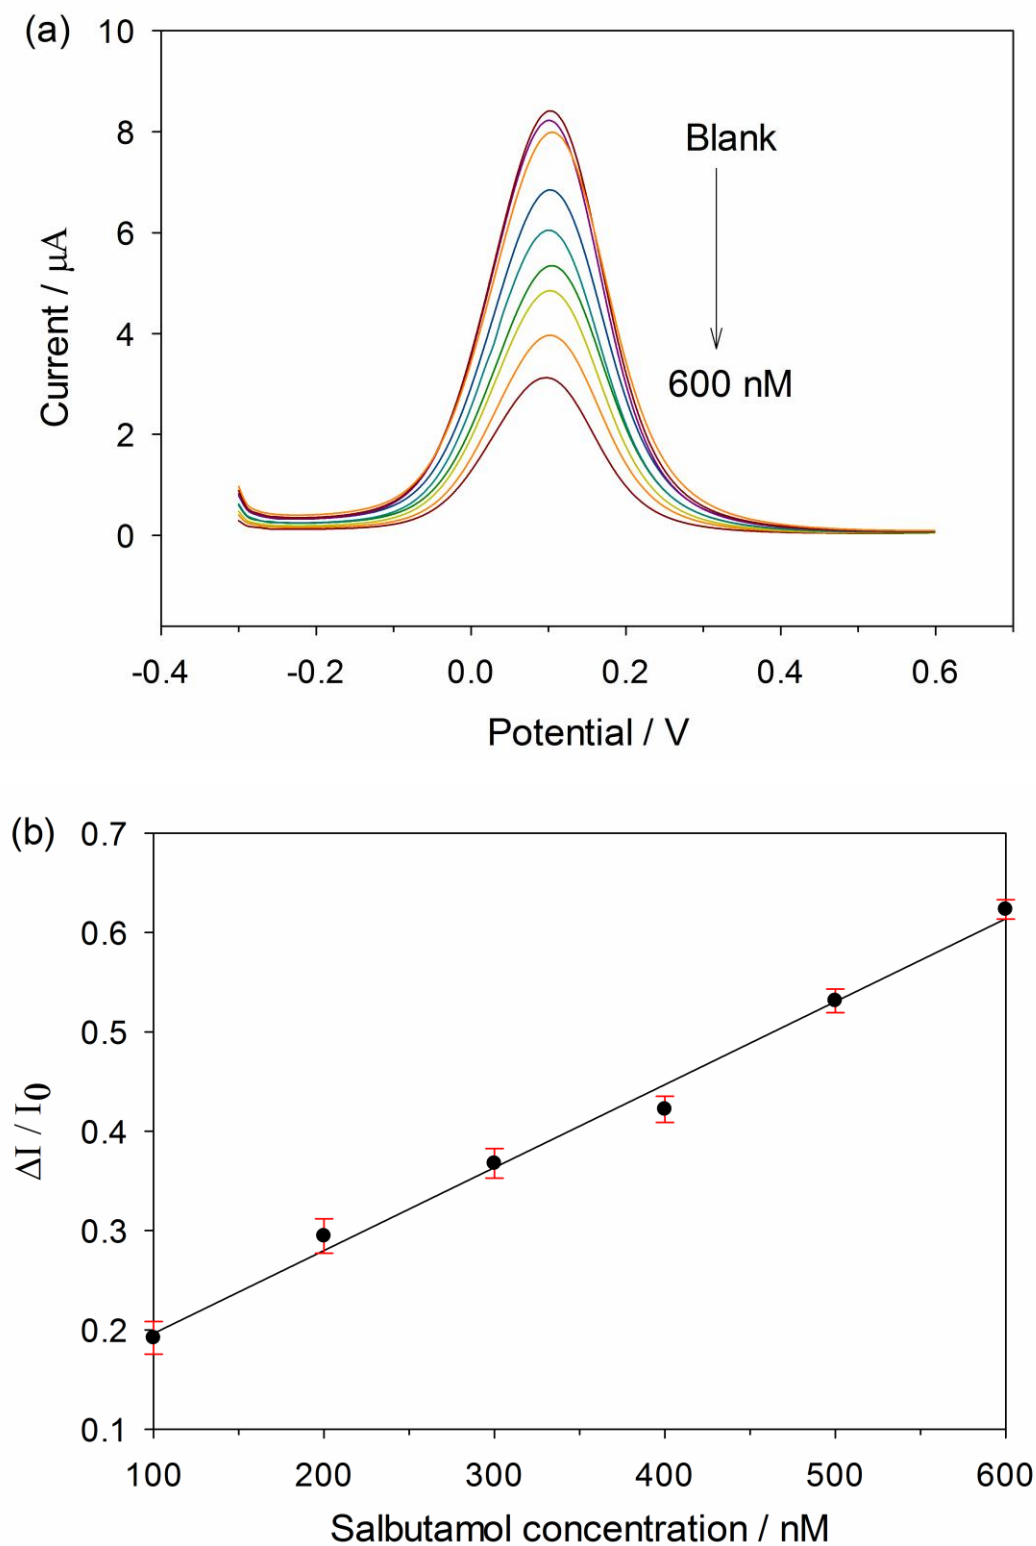 (a)
10
8
6
4
2
0
Current / μA
Blank
600 nM
-0.4 -0.2 0.0 0.2 0.4 0.6
Potential / V
(b)
0.7
0.6
0.5
0.4
0.3
0.2
0.1
ΔI / I0
100 200 300 400 500 600
Salbutamol concentration / nM